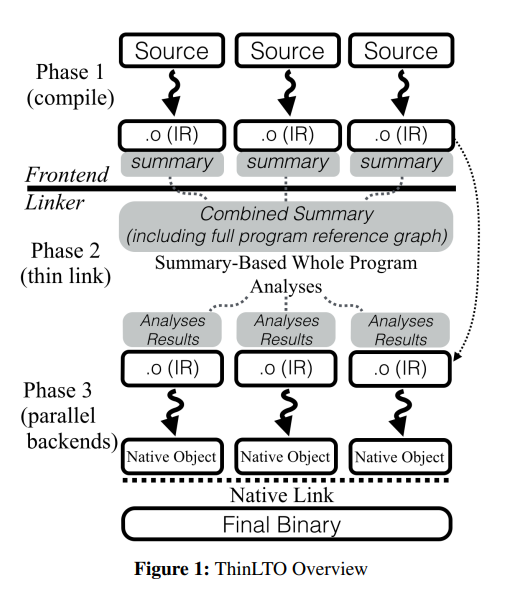 Source Source Source
Phase 1
(compile)
.o (IR) .o (IR) .o (IR)
summary summary summary
Frontend
Linker
Combined Summary
(including full program reference graph)
Phase 2
(thin link)
Summary-Based Whole Program
Analyses
Analyses Analyses Analyses
Results Results Results
.o (IR) .o (IR) .o (IR)
Phase 3
(parallel
backends)
Native Object Native Object Native Object
Native Link
Final Binary
Figure 1: ThinLTO Overview